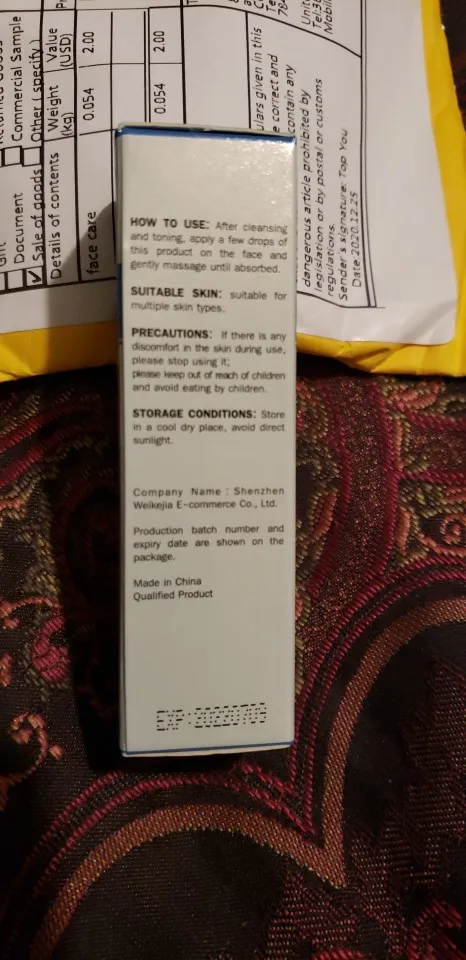 HOW TO USE: After cleansing
and toning, apply a few drops of
this product on the face and
gently massage until absorbed.
SUITABLE SKIN: suitable for
multiple skin types.
PRECAUTIONS: If there is any
discomfort in the skin during use,
please stop using it;
please keep out of reach of children
and avoid eating by children.
STORAGE CONDITIONS: Store
in a cool dry place, avoid direct
sunlight.
Company Name : Shenzhen
Weikejia E-commerce Co., Ltd.
Production batch number and
expiry date are shown on the
package.
Made in China
Qualified Product
EXP:
Document
Commercial Sample
Sale of goods
Other ( specify )
Details of contents
Weight
(kg)
Value
(USD)
face care
0.054
2.00
0.054
2.00
ulars given in this
e correct and
contain any
dangerous article prohibited by
legislation or by postal or customs
regulations.
Sender's signature: Top You
Date:2020.12.25